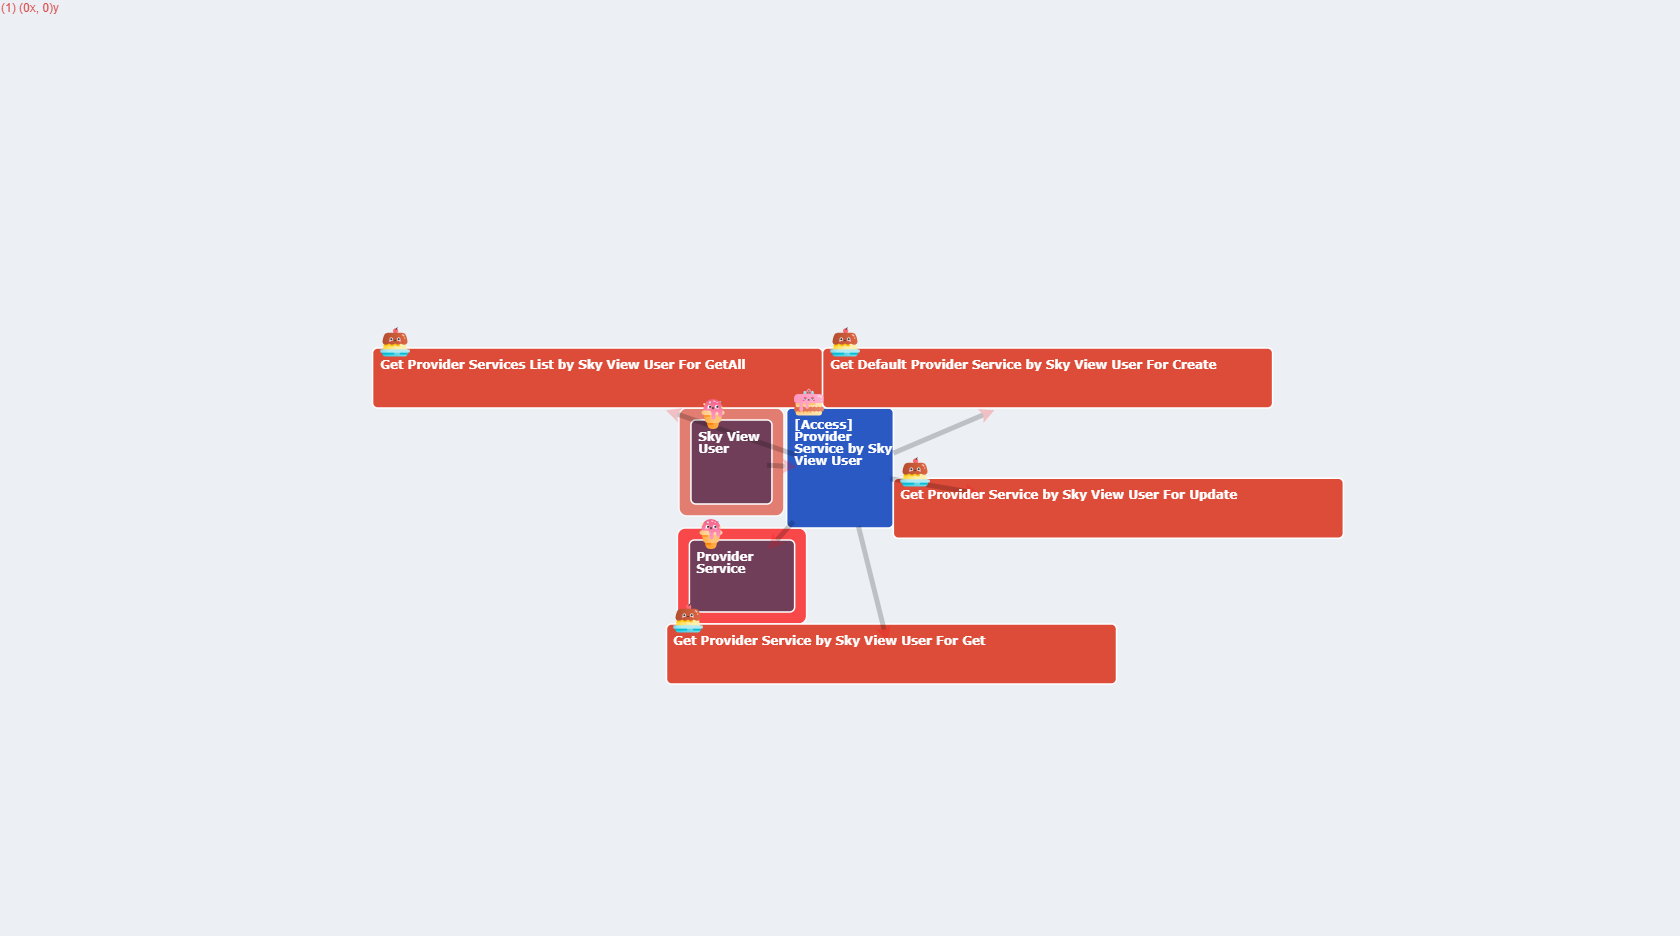 (1) (0x, 0)y
Get Provider Services List by Sky View User For GetAll
Get Default Provider Service by Sky View User For Create
Sky View
User
[Access]
Provider
Service by Sky
View User
Get Provider Service by Sky View User For Update
Provider
Service
Get Provider Service by Sky View User For Get